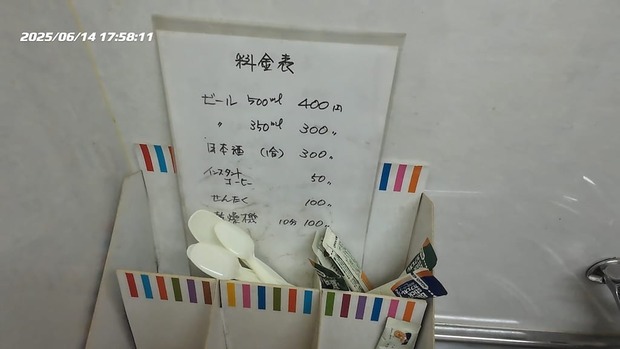 2025/06/14 17:58:11
料金表
ビール 500ml 400円
〃 350ml 300〃
日本酒 (1合) 300〃
インスタント
コーヒー 50〃
せんたく 100〃
乾燥機 10分 100〃